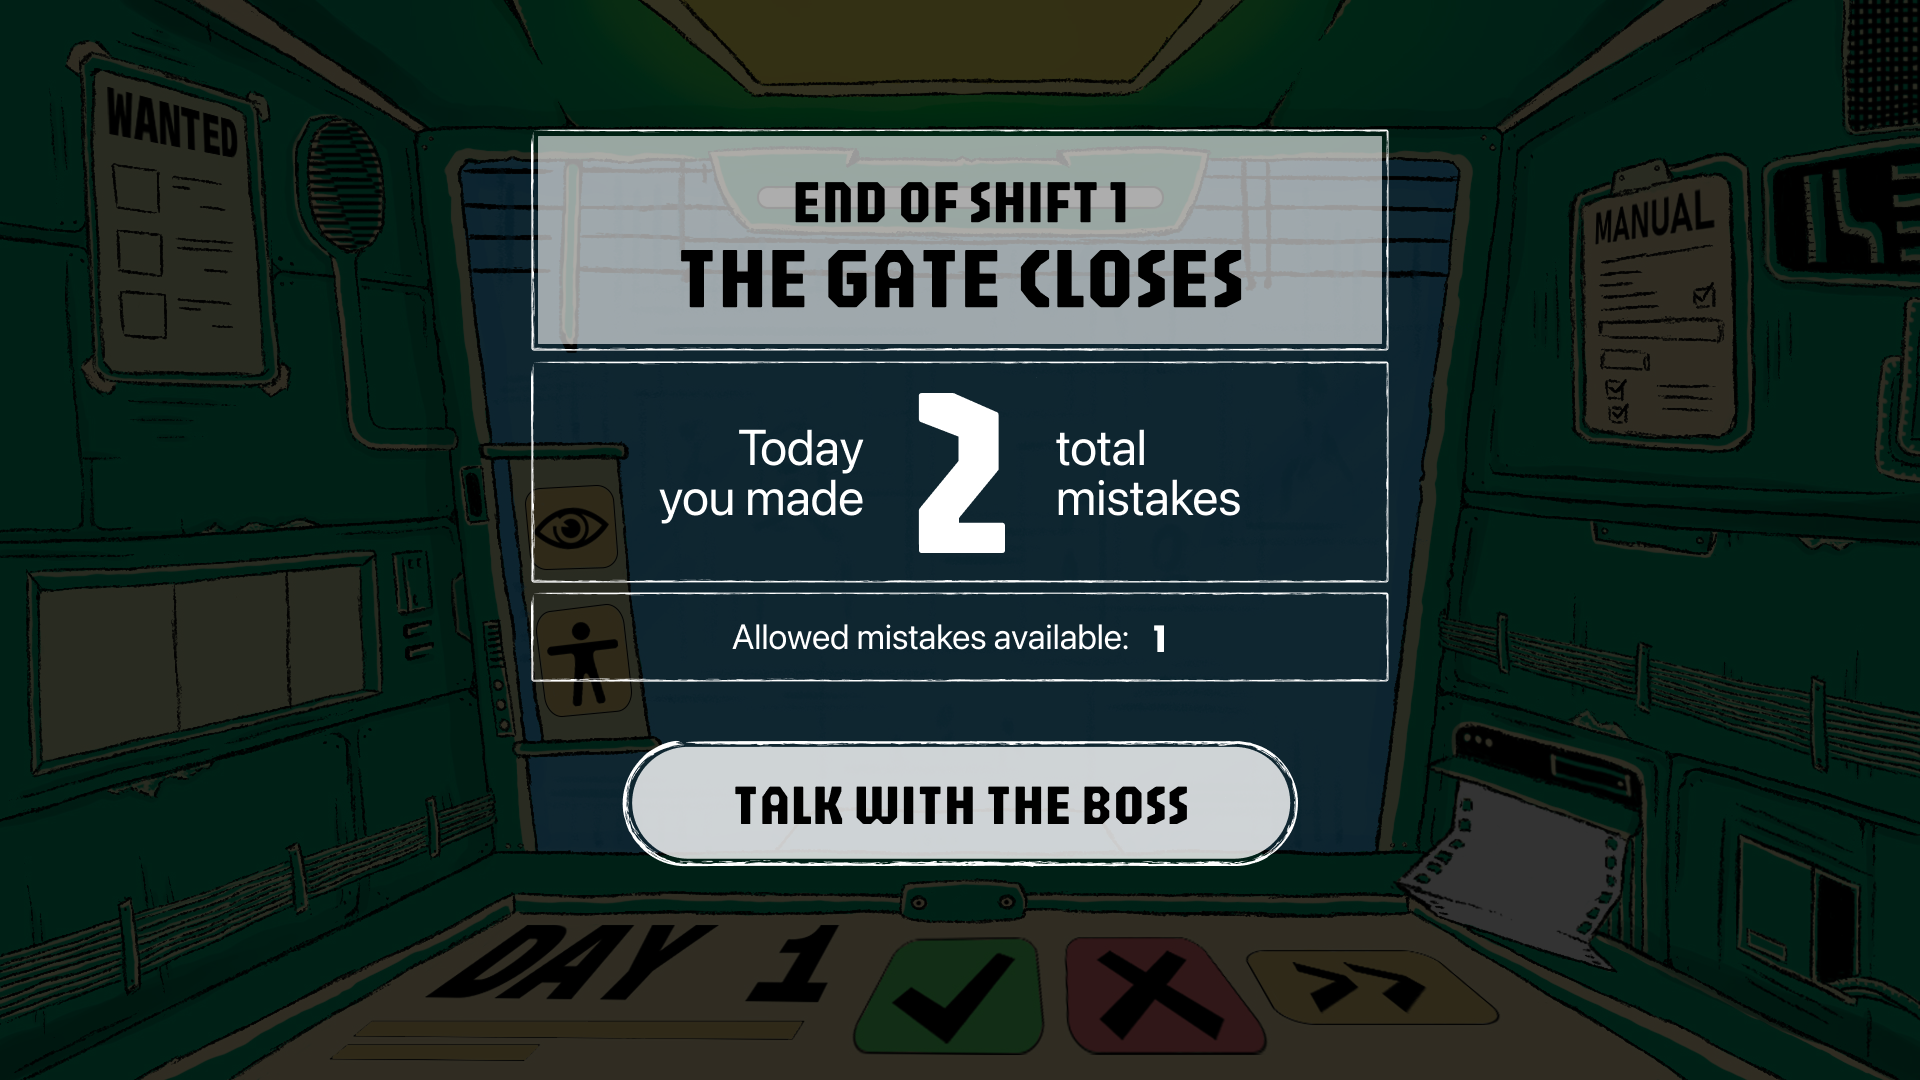 WANTED
END OF SHIFT 1
THE GATE CLOSES
MANUAL
Today
you made
2
total
mistakes
Allowed mistakes available: 1
TALK WITH THE BOSS
DAY 1